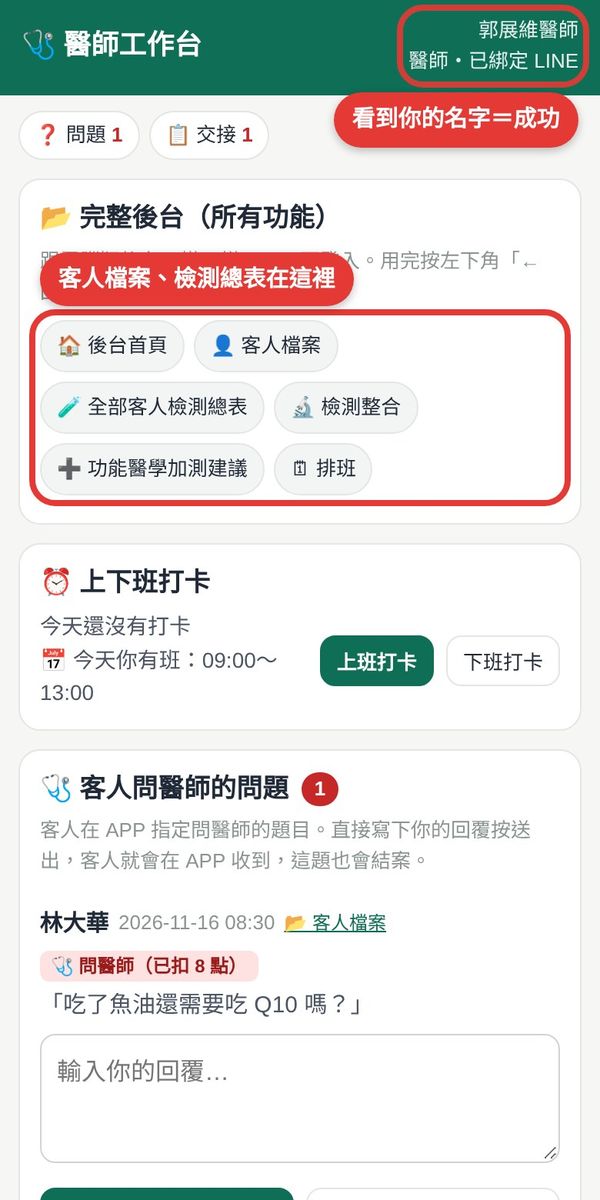 🩺 醫師工作台
郭展維醫師
醫師・已綁定 LINE
看到你的名字＝成功
❓ 問題 1
📋 交接 1
📂 完整後台（所有功能）
入。用完按左下角「←
客人檔案、檢測總表在這裡
🏠 後台首頁
👤 客人檔案
🧪 全部客人檢測總表
🔬 檢測整合
➕ 功能醫學加測建議
🗓 排班
⏰ 上下班打卡
今天還沒有打卡
📅 今天你有班：09:00～
13:00
上班打卡
下班打卡
🩺 客人問醫師的問題 1
客人在 APP 指定問醫師的題目。直接寫下你的回覆按送
出，客人就會在 APP 收到，這題也會結案。
林大華 2026-11-16 08:30 📂 客人檔案
🩺 問醫師（已扣 8 點）
「吃了魚油還需要吃 Q10 嗎？」
輸入你的回覆…